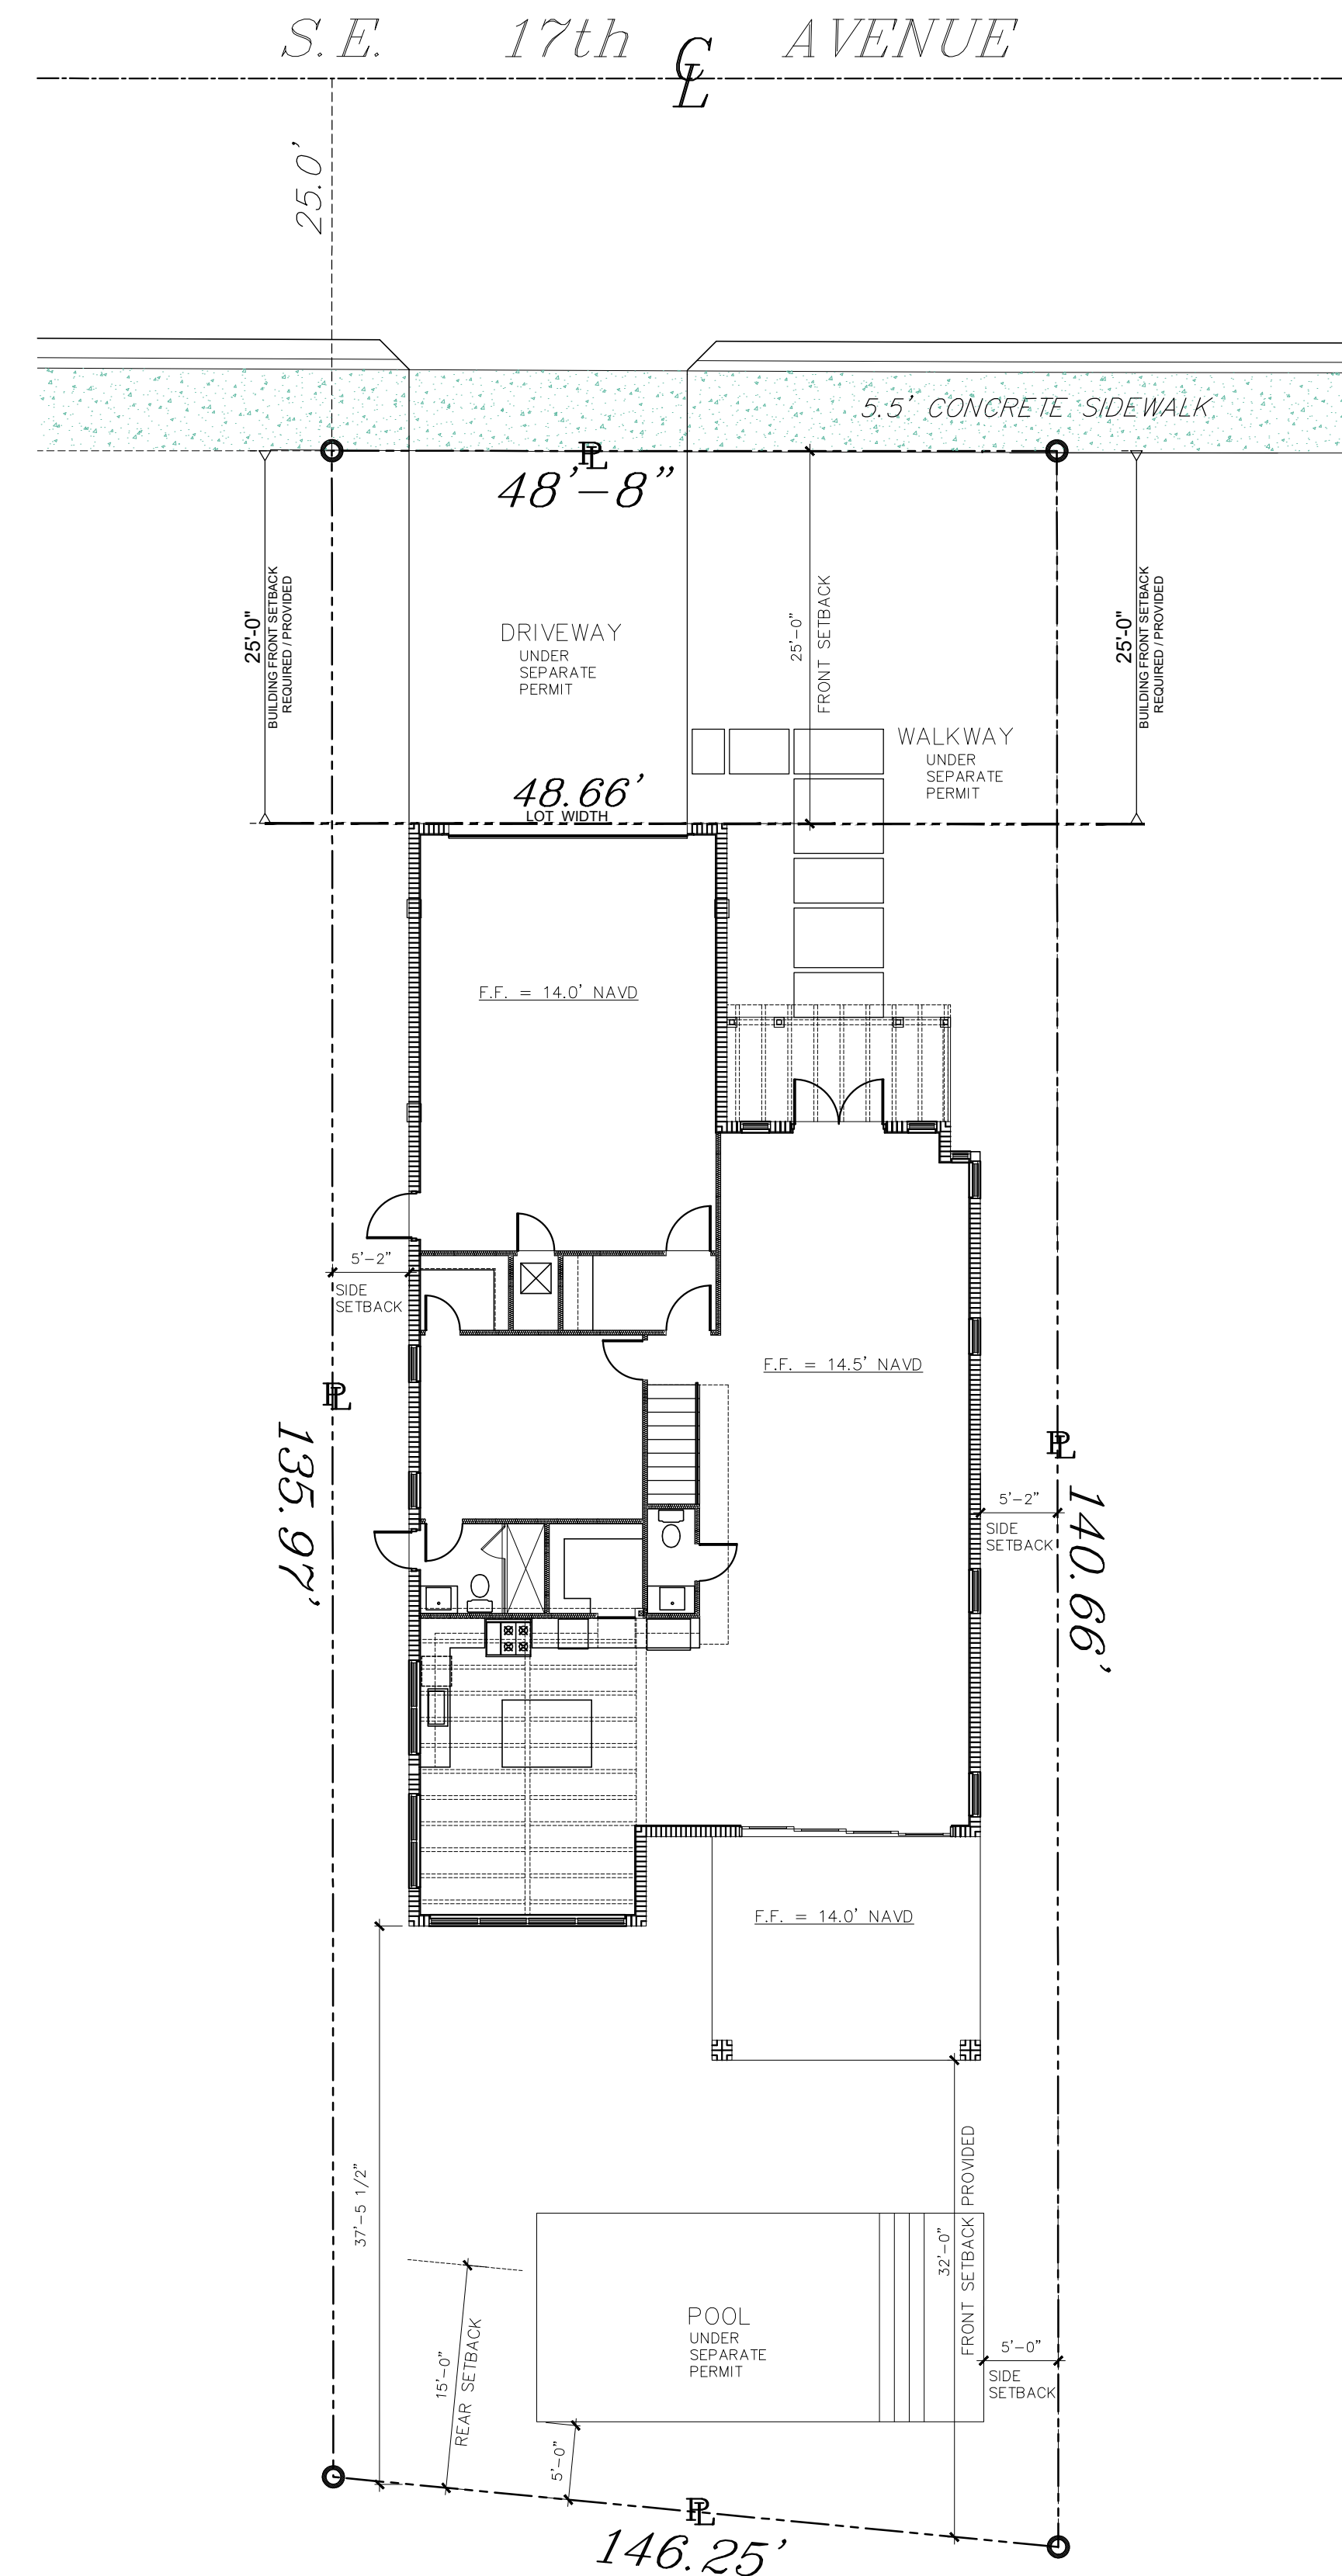 S.E. 17th AVENUE
CL
25.0'
5.5' CONCRETE SIDEWALK
PL
48'-8"
25'-0"
BUILDING FRONT SETBACK
REQUIRED / PROVIDED
25'-0"
FRONT SETBACK
25'-0"
BUILDING FRONT SETBACK
REQUIRED / PROVIDED
DRIVEWAY
UNDER
SEPARATE
PERMIT
WALKWAY
UNDER
SEPARATE
PERMIT
48.66'
LOT WIDTH
F.F. = 14.0' NAVD
5'-2"
SIDE
SETBACK
F.F. = 14.5' NAVD
PL
135.97'
PL
140.66'
5'-2"
SIDE
SETBACK
F.F. = 14.0' NAVD
37'-5 1/2"
32'-0"
FRONT SETBACK PROVIDED
15'-0"
REAR SETBACK
POOL
UNDER
SEPARATE
PERMIT
5'-0"
SIDE
SETBACK
5'-0"
PL
146.25'